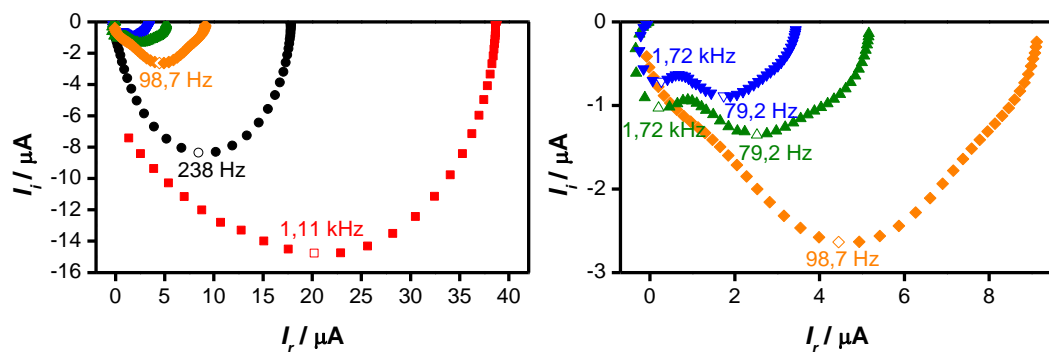 0
-2
-4
-6
-8
-10
-12
-14
-16
0 5 10 15 20 25 30 35 40
I_i / μA
I_r / μA
98,7 Hz
238 Hz
1,11 kHz
0
-1
-2
-3
0 2 4 6 8
I_i / μA
I_r / μA
1,72 kHz
79,2 Hz
1,72 kHz
79,2 Hz
98,7 Hz